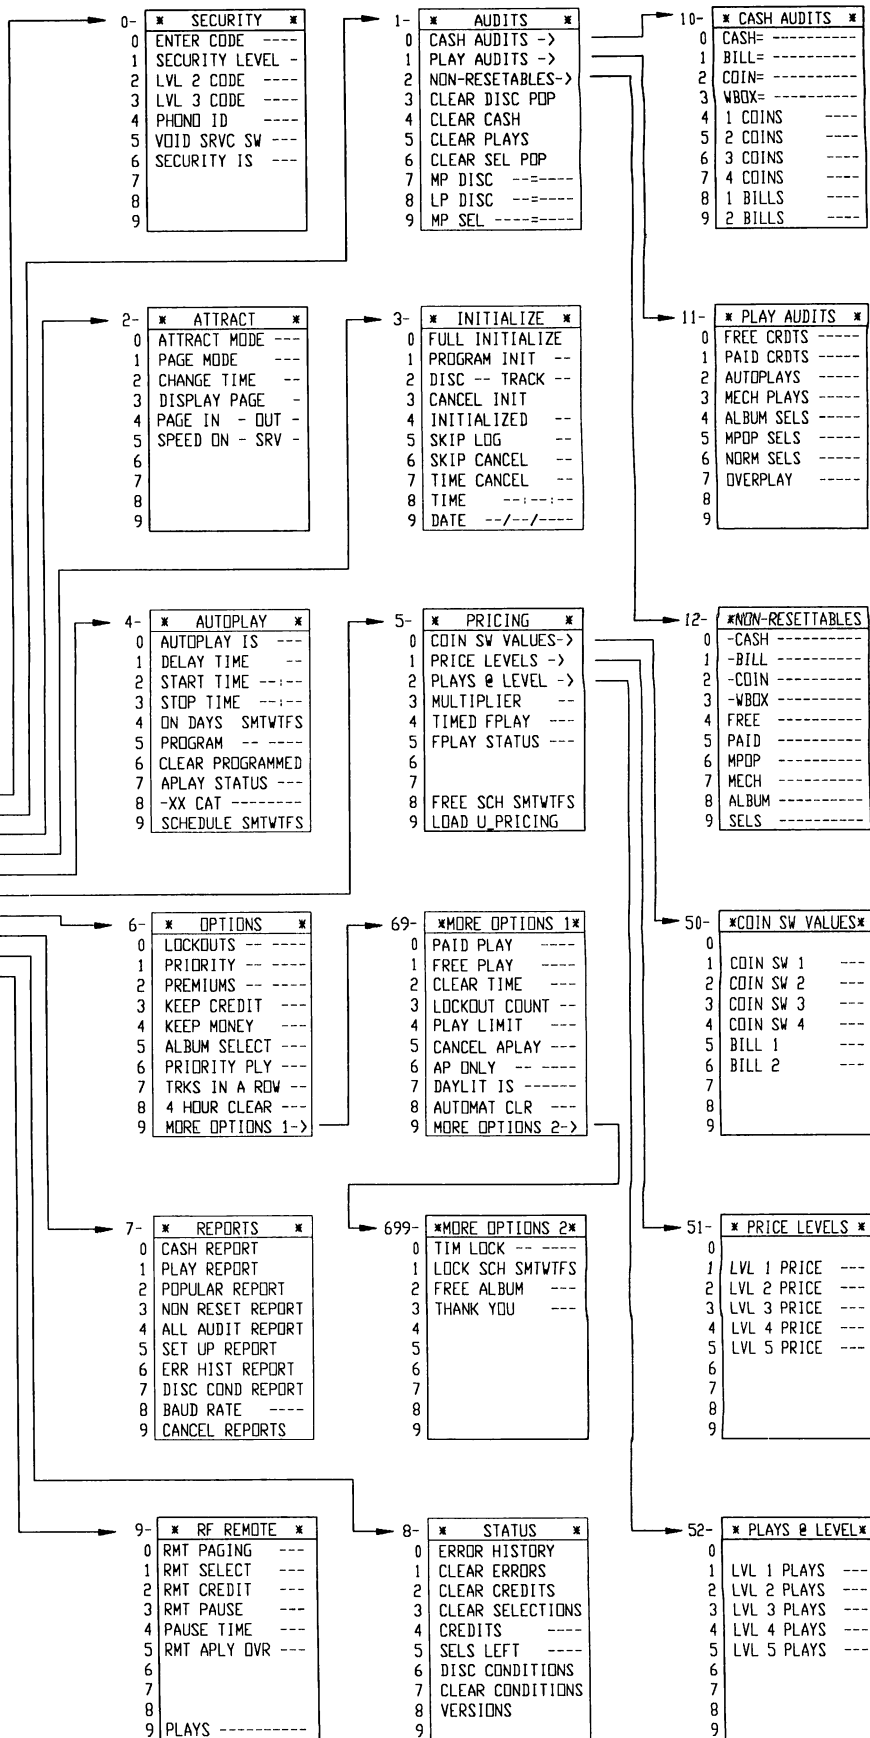 0- * SECURITY *
0 ENTER CODE ----
1 SECURITY LEVEL -
2 LVL 2 CODE ----
3 LVL 3 CODE ----
4 PHONO ID ----
5 VOID SRVC SW ---
6 SECURITY IS ---
7
8
9
1- * AUDITS *
0 CASH AUDITS ->
1 PLAY AUDITS ->
2 NON-RESETABLES->
3 CLEAR DISC POP
4 CLEAR CASH
5 CLEAR PLAYS
6 CLEAR SEL POP
7 MP DISC --=----
8 LP DISC --=----
9 MP SEL ----=----
10- * CASH AUDITS *
0 CASH= ----------
1 BILL= ----------
2 COIN= ----------
3 WBOX= ----------
4 1 COINS ----
5 2 COINS ----
6 3 COINS ----
7 4 COINS ----
8 1 BILLS ----
9 2 BILLS ----
2- * ATTRACT *
0 ATTRACT MODE ---
1 PAGE MODE ---
2 CHANGE TIME --
3 DISPLAY PAGE -
4 PAGE IN - OUT -
5 SPEED ON - SRV -
6
7
8
9
3- * INITIALIZE *
0 FULL INITIALIZE
1 PROGRAM INIT --
2 DISC -- TRACK --
3 CANCEL INIT
4 INITIALIZED --
5 SKIP LOG --
6 SKIP CANCEL --
7 TIME CANCEL --
8 TIME --:--:--
9 DATE --/--/----
11- * PLAY AUDITS *
0 FREE CRDTS -----
1 PAID CRDTS -----
2 AUTOPLAYS -----
3 MECH PLAYS -----
4 ALBUM SELS -----
5 MPOP SELS -----
6 NORM SELS -----
7 OVERPLAY -----
8
9
4- * AUTOPLAY *
0 AUTOPLAY IS ---
1 DELAY TIME --
2 START TIME --:--
3 STOP TIME --:--
4 ON DAYS SMTWTFS
5 PROGRAM -- ----
6 CLEAR PROGRAMMED
7 APLAY STATUS ---
8 -XX CAT --------
9 SCHEDULE SMTWTFS
5- * PRICING *
0 COIN SW VALUES->
1 PRICE LEVELS ->
2 PLAYS @ LEVEL ->
3 MULTIPLIER --
4 TIMED FPLAY ---
5 FPLAY STATUS ---
6
7
8 FREE SCH SMTWTFS
9 LOAD U_PRICING
12- *NON-RESETTABLES
0 -CASH ----------
1 -BILL ----------
2 -COIN ----------
3 -WBOX ----------
4 FREE ----------
5 PAID ----------
6 MPOP ----------
7 MECH ----------
8 ALBUM ----------
9 SELS ----------
6- * OPTIONS *
0 LOCKOUTS -- ----
1 PRIORITY -- ----
2 PREMIUMS -- ----
3 KEEP CREDIT ---
4 KEEP MONEY ---
5 ALBUM SELECT ---
6 PRIORITY PLY ---
7 TRKS IN A ROW --
8 4 HOUR CLEAR ---
9 MORE OPTIONS 1->
69- *MORE OPTIONS 1*
0 PAID PLAY ----
1 FREE PLAY ----
2 CLEAR TIME ---
3 LOCKOUT COUNT --
4 PLAY LIMIT ---
5 CANCEL APLAY ---
6 AP ONLY -- ----
7 DAYLIT IS ------
8 AUTOMAT CLR ---
9 MORE OPTIONS 2->
50- *COIN SW VALUES*
0
1 COIN SW 1 ---
2 COIN SW 2 ---
3 COIN SW 3 ---
4 COIN SW 4 ---
5 BILL 1 ---
6 BILL 2 ---
7
8
9
7- * REPORTS *
0 CASH REPORT
1 PLAY REPORT
2 POPULAR REPORT
3 NON RESET REPORT
4 ALL AUDIT REPORT
5 SET UP REPORT
6 ERR HIST REPORT
7 DISC COND REPORT
8 BAUD RATE ----
9 CANCEL REPORTS
699- *MORE OPTIONS 2*
0 TIM LOCK -- ----
1 LOCK SCH SMTWTFS
2 FREE ALBUM ---
3 THANK YOU ---
4
5
6
7
8
9
51- * PRICE LEVELS *
0
1 LVL 1 PRICE ---
2 LVL 2 PRICE ---
3 LVL 3 PRICE ---
4 LVL 4 PRICE ---
5 LVL 5 PRICE ---
6
7
8
9
9- * RF REMOTE *
0 RMT PAGING ---
1 RMT SELECT ---
2 RMT CREDIT ---
3 RMT PAUSE ---
4 PAUSE TIME ---
5 RMT APLY OVR ---
6
7
8
9 PLAYS ----------
8- * STATUS *
0 ERROR HISTORY
1 CLEAR ERRORS
2 CLEAR CREDITS
3 CLEAR SELECTIONS
4 CREDITS ----
5 SELS LEFT ----
6 DISC CONDITIONS
7 CLEAR CONDITIONS
8 VERSIONS
9
52- * PLAYS @ LEVEL*
0
1 LVL 1 PLAYS ---
2 LVL 2 PLAYS ---
3 LVL 3 PLAYS ---
4 LVL 4 PLAYS ---
5 LVL 5 PLAYS ---
6
7
8
9